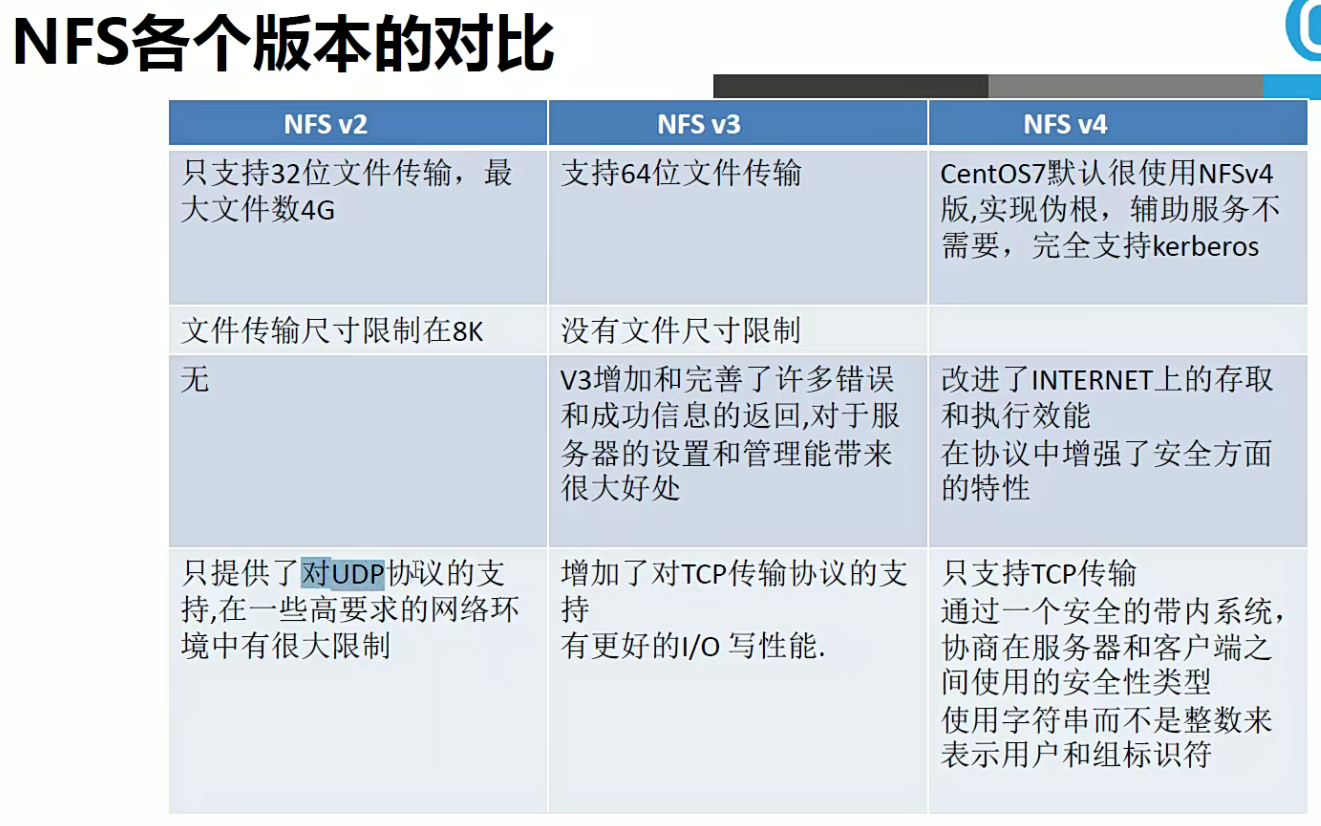 NFS各个版本的对比
NFS v2
NFS v3
NFS v4
只支持32位文件传输，最
大文件数4G
支持64位文件传输
CentOS7默认很使用NFSv4
版,实现伪根，辅助服务不
需要，完全支持kerberos
文件传输尺寸限制在8K
没有文件尺寸限制
无
V3增加和完善了许多错误
和成功信息的返回,对于服
务器的设置和管理能带来
很大好处
改进了INTERNET上的存取
和执行效能
在协议中增强了安全方面
的特性
只提供了对UDP协议的支
持,在一些高要求的网络环
境中有很大限制
增加了对TCP传输协议的支
持
有更好的I/O 写性能.
只支持TCP传输
通过一个安全的带内系统，
协商在服务器和客户端之
间使用的安全性类型
使用字符串而不是整数来
表示用户和组标识符